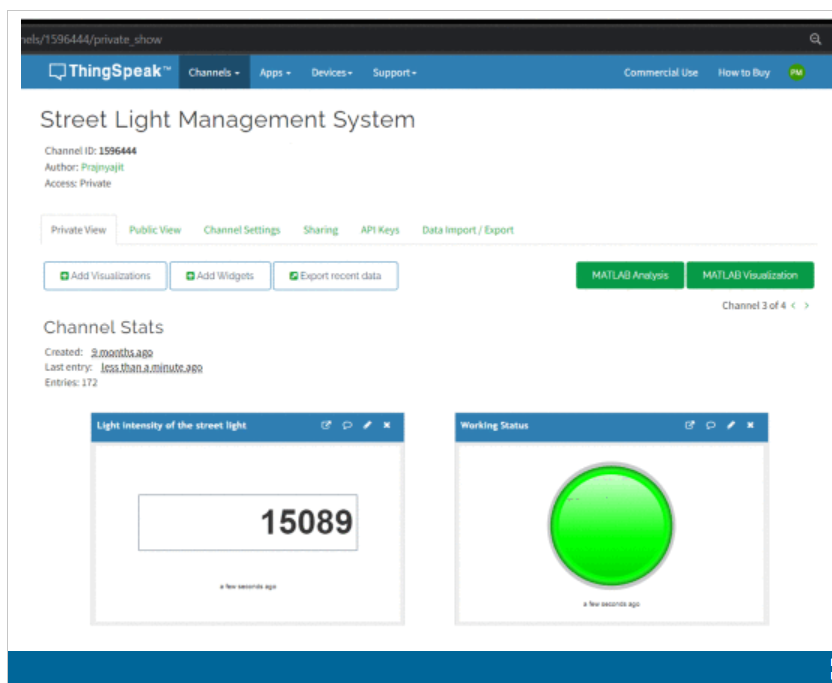 nels/1596444/private_show
ThingSpeak™ Channels Apps Devices Support Commercial Use How to Buy PM
Street Light Management System
Channel ID: 1596444
Author: Prajnyajit
Access: Private
Private View Public View Channel Settings Sharing API Keys Data Import / Export
Add Visualizations Add Widgets Export recent data MATLAB Analysis MATLAB Visualization
Channel 3 of 4 < >
Channel Stats
Created: 9 months ago
Last entry: less than a minute ago
Entries: 172
Light intensity of the street light Working Status
15089
a few seconds ago
a few seconds ago